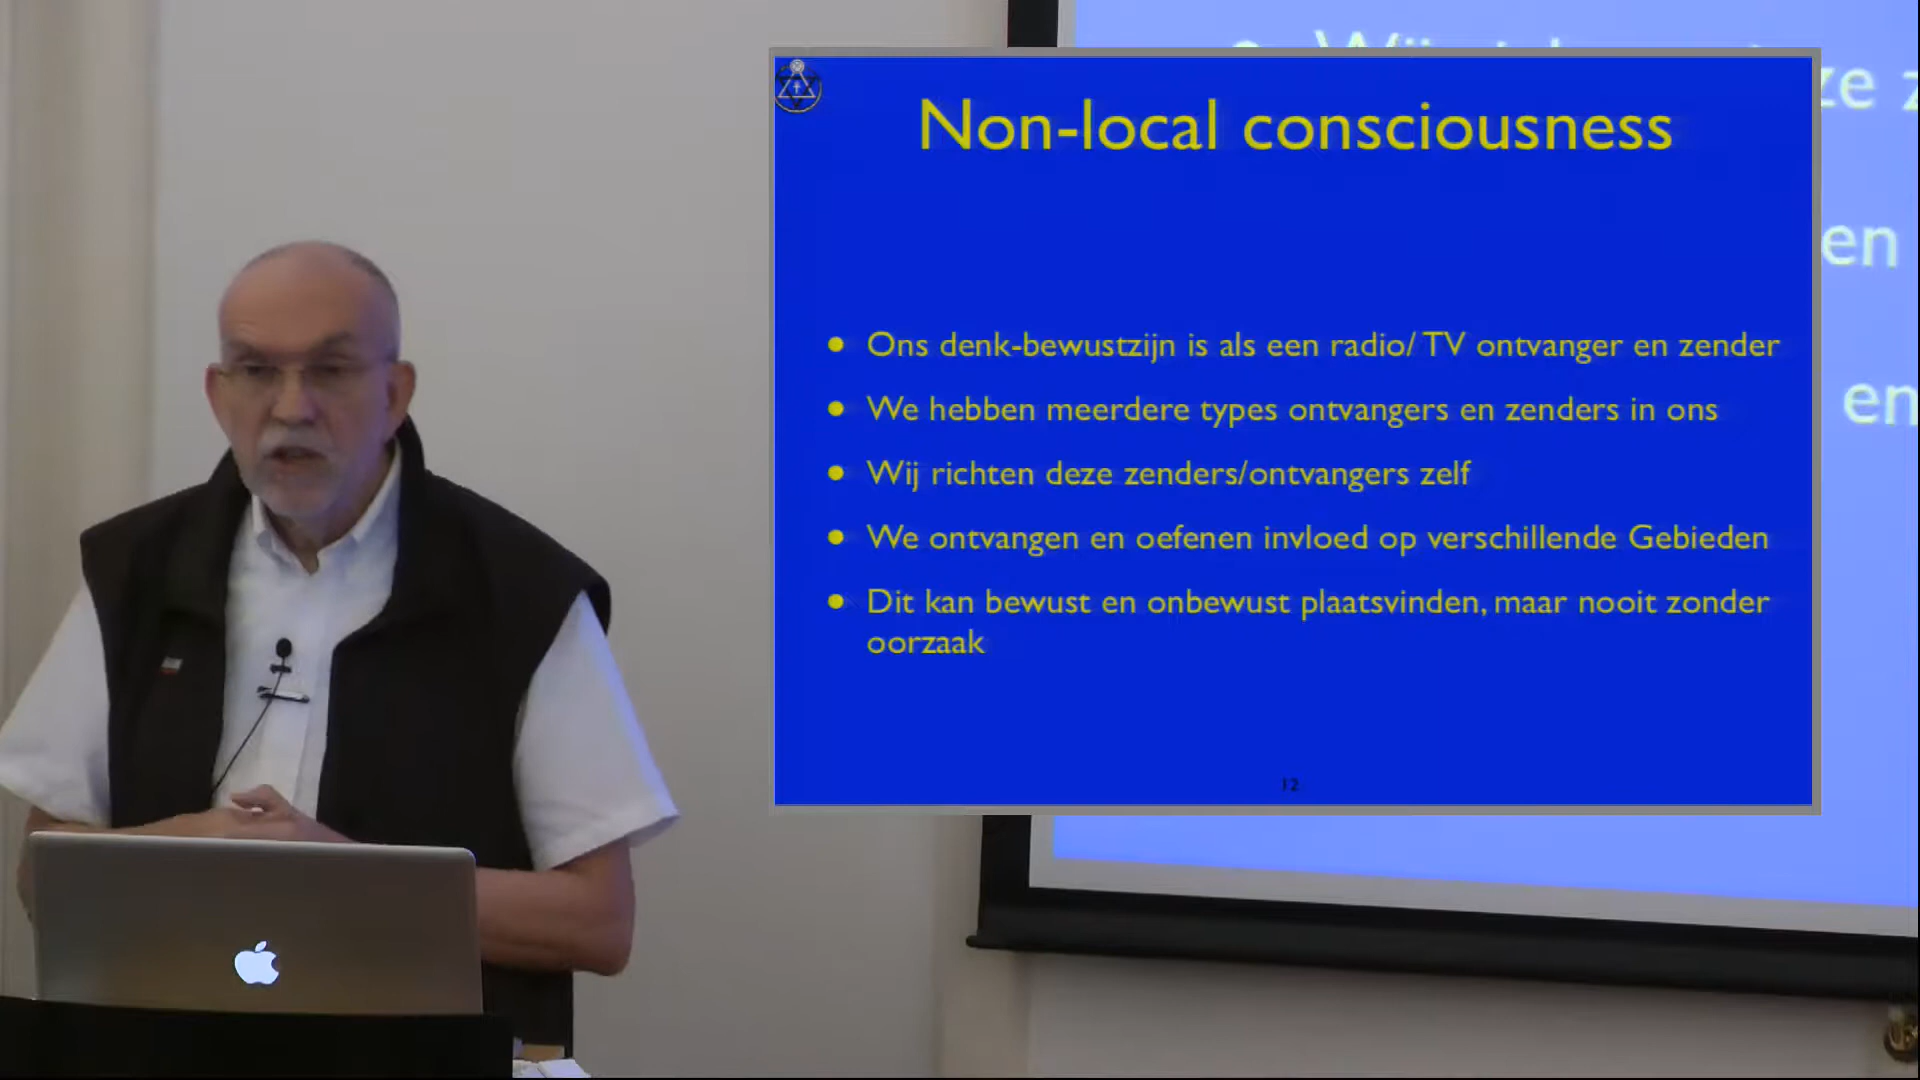 Non-local consciousness
• Ons denk-bewustzijn is als een radio/ TV ontvanger en zender
• We hebben meerdere types ontvangers en zenders in ons
• Wij richten deze zenders/ontvangers zelf
• We ontvangen en oefenen invloed op verschillende Gebieden
• Dit kan bewust en onbewust plaatsvinden, maar nooit zonder
oorzaak
12
en
en